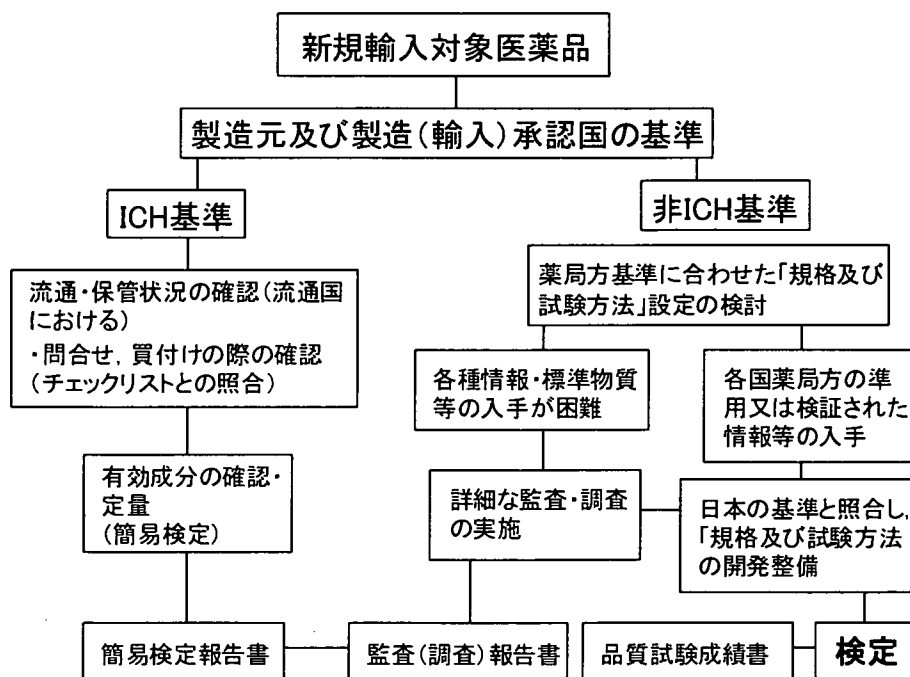 新規輸入対象医薬品
製造元及び製造(輸入)承認国の基準
ICH基準
非ICH基準
流通・保管状況の確認(流通国
における)
・問合せ,買付けの際の確認
(チェックリストとの照合)
薬局方基準に合わせた「規格及び
試験方法」設定の検討
各種情報・標準物質
等の入手が困難
各国薬局方の準
用又は検証された
情報等の入手
有効成分の確認・
定量
(簡易検定)
詳細な監査・調査
の実施
日本の基準と照合し,
「規格及び試験方法
の開発整備
簡易検定報告書
監査(調査)報告書
品質試験成績書
検定